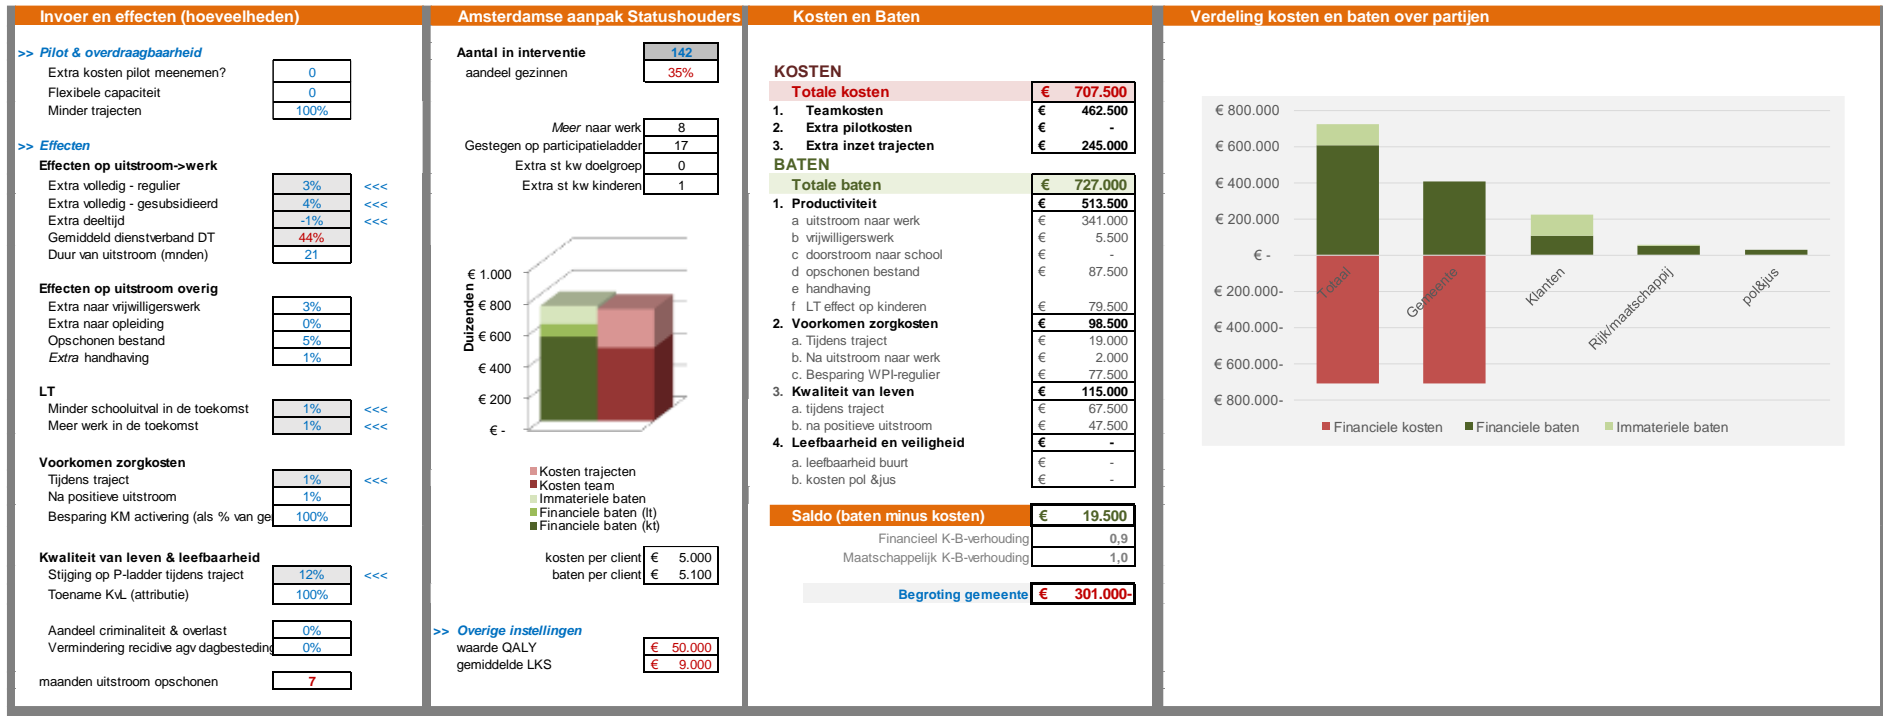 Invoer en effecten (hoeveelheden)
>> Pilot & overdraagbaarheid
Extra kosten pilot meenemen? 0
Flexibele capaciteit 0
Minder trajecten 100%
>> Effecten
Effecten op uitstroom->werk
Extra volledig - regulier 3% <<<
Extra volledig - gesubsidieerd 4% <<<
Extra deeltijd -1% <<<
Gemiddeld dienstverband DT 44%
Duur van uitstroom (mnden) 21
Effecten op uitstroom overig
Extra naar vrijwilligerswerk 3%
Extra naar opleiding 0%
Opschonen bestand 5%
Extra handhaving 1%
LT
Minder schooluitval in de toekomst 1% <<<
Meer werk in de toekomst 1% <<<
Voorkomen zorgkosten
Tijdens traject 1% <<<
Na positieve uitstroom 1%
Besparing KM activering (als % van ge 100%
Kwaliteit van leven & leefbaarheid
Stijging op P-ladder tijdens traject 12% <<<
Toename KvL (attributie) 100%
Aandeel criminaliteit & overlast 0%
Vermindering recidive agv dagbesteding 0%
maanden uitstroom opschonen 7
Amsterdamse aanpak Statushouders
Aantal in interventie 142
aandeel gezinnen 35%
Meer naar werk 8
Gestegen op participatieladder 17
Extra st kw doelgroep 0
Extra st kw kinderen 1
Duizenden
€ 1.000
€ 800
€ 600
€ 400
€ 200
€ -
Kosten trajecten
Kosten team
Immateriele baten
Financiele baten (lt)
Financiele baten (kt)
kosten per client € 5.000
baten per client € 5.100
>> Overige instellingen
waarde QALY € 50.000
gemiddelde LKS € 9.000
Kosten en Baten
KOSTEN
Totale kosten € 707.500
1. Teamkosten € 462.500
2. Extra pilotkosten € -
3. Extra inzet trajecten € 245.000
BATEN
Totale baten € 727.000
1. Productiviteit € 513.500
a uitstroom naar werk € 341.000
b vrijwilligerswerk € 5.500
c doorstroom naar school € -
d opschonen bestand € 87.500
e handhaving
f LT effect op kinderen € 79.500
2. Voorkomen zorgkosten € 98.500
a. Tijdens traject € 19.000
b. Na uitstroom naar werk € 2.000
c. Besparing WPI-regulier € 77.500
3. Kwaliteit van leven € 115.000
a. tijdens traject € 67.500
b. na positieve uitstroom € 47.500
4. Leefbaarheid en veiligheid € -
a. leefbaarheid buurt € -
b. kosten pol &jus € -
Saldo (baten minus kosten) € 19.500
Financieel K-B-verhouding 0,9
Maatschappelijk K-B-verhouding 1,0
Begroting gemeente € 301.000-
Verdeling kosten en baten over partijen
€ 800.000
€ 600.000
€ 400.000
€ 200.000
€ -
€ 200.000-
€ 400.000-
€ 600.000-
€ 800.000-
Totaal
Gemeente
Klanten
Rijk/maatschappij
pol&jus
Financiele kosten
Financiele baten
Immateriele baten